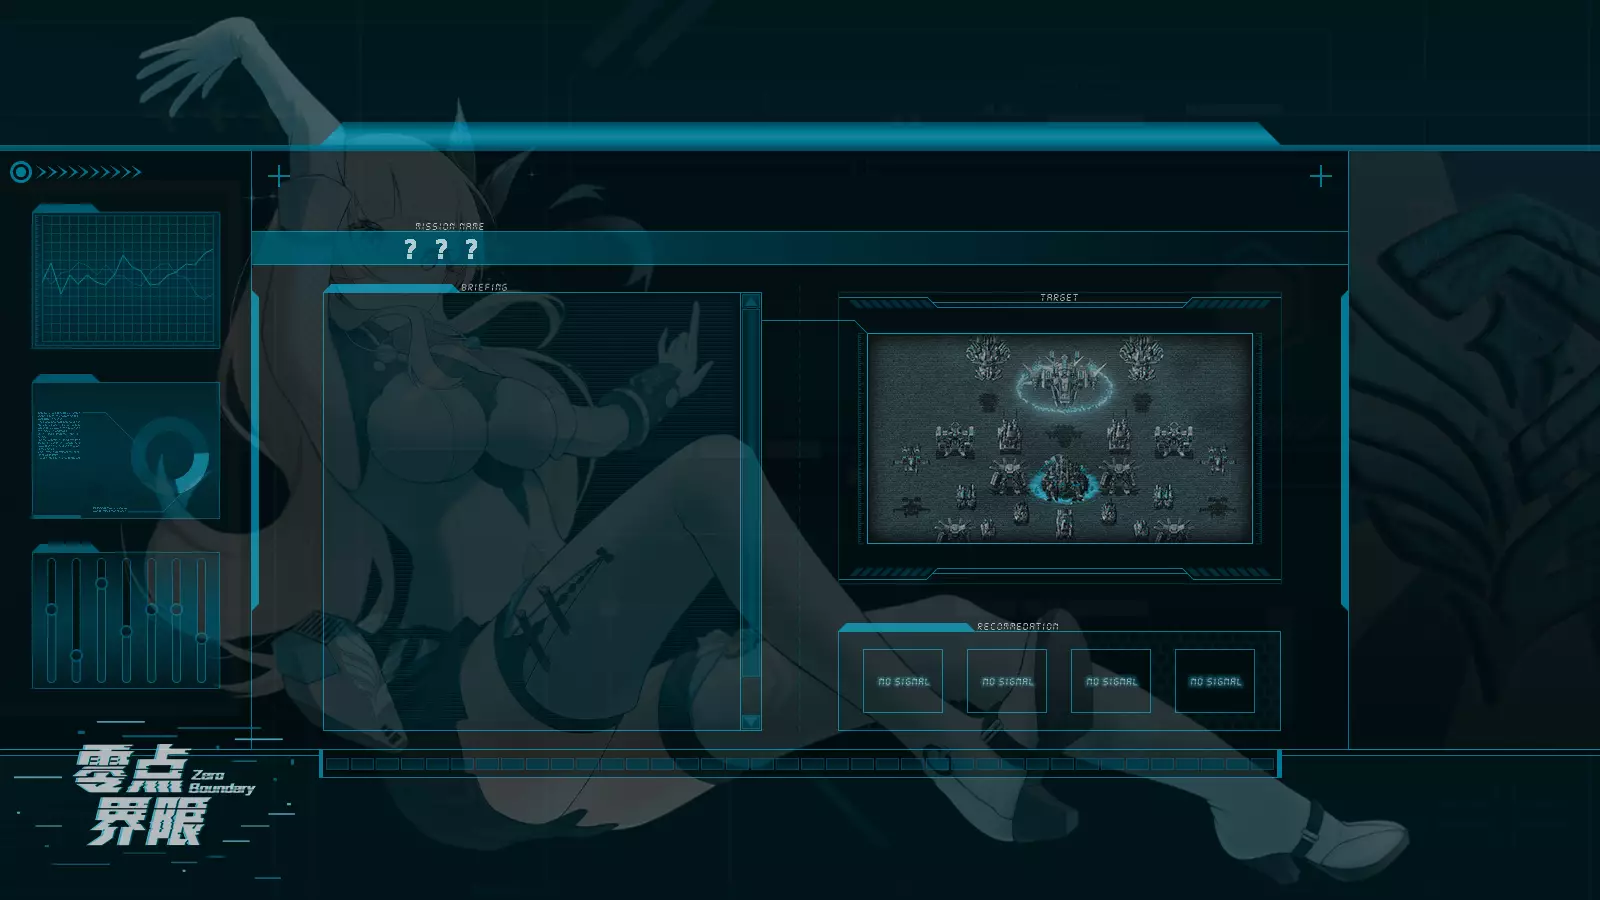 MISSION NAME
? ? ?
BRIEFING
TARGET
RECOMMEDATION
NO SIGNAL
NO SIGNAL
NO SIGNAL
NO SIGNAL
零点
界限
Zero
Boundary